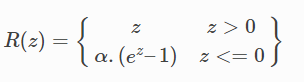 R(z) = { z z > 0
α.(e^z–1) z <= 0 }